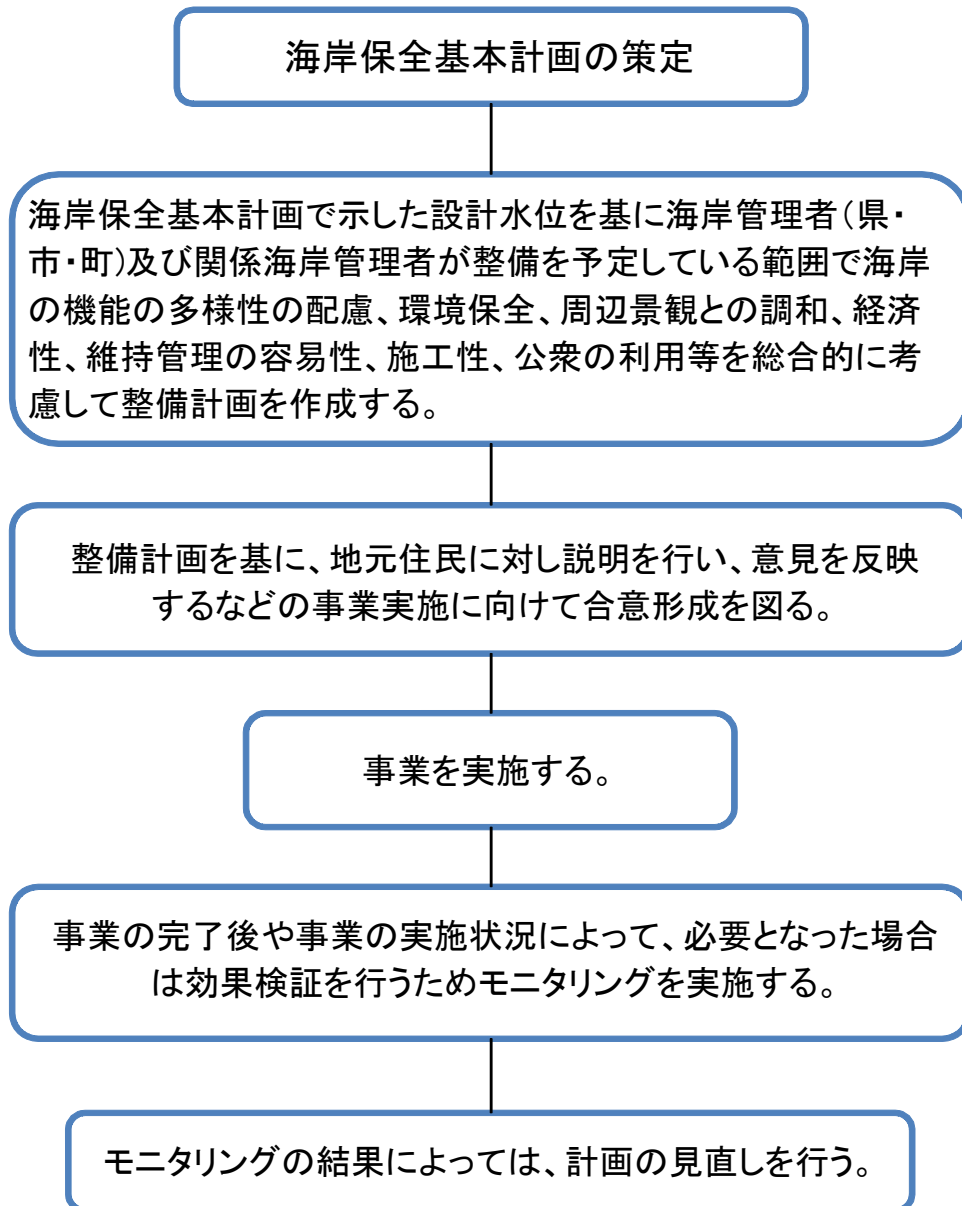 海岸保全基本計画の策定
海岸保全基本計画で示した設計水位を基に海岸管理者(県・
市・町)及び関係海岸管理者が整備を予定している範囲で海岸
の機能の多様性の配慮、環境保全、周辺景観との調和、経済
性、維持管理の容易性、施工性、公衆の利用等を総合的に考
慮して整備計画を作成する。
整備計画を基に、地元住民に対し説明を行い、意見を反映
するなどの事業実施に向けて合意形成を図る。
事業を実施する。
事業の完了後や事業の実施状況によって、必要となった場合
は効果検証を行うためモニタリングを実施する。
モニタリングの結果によっては、計画の見直しを行う。